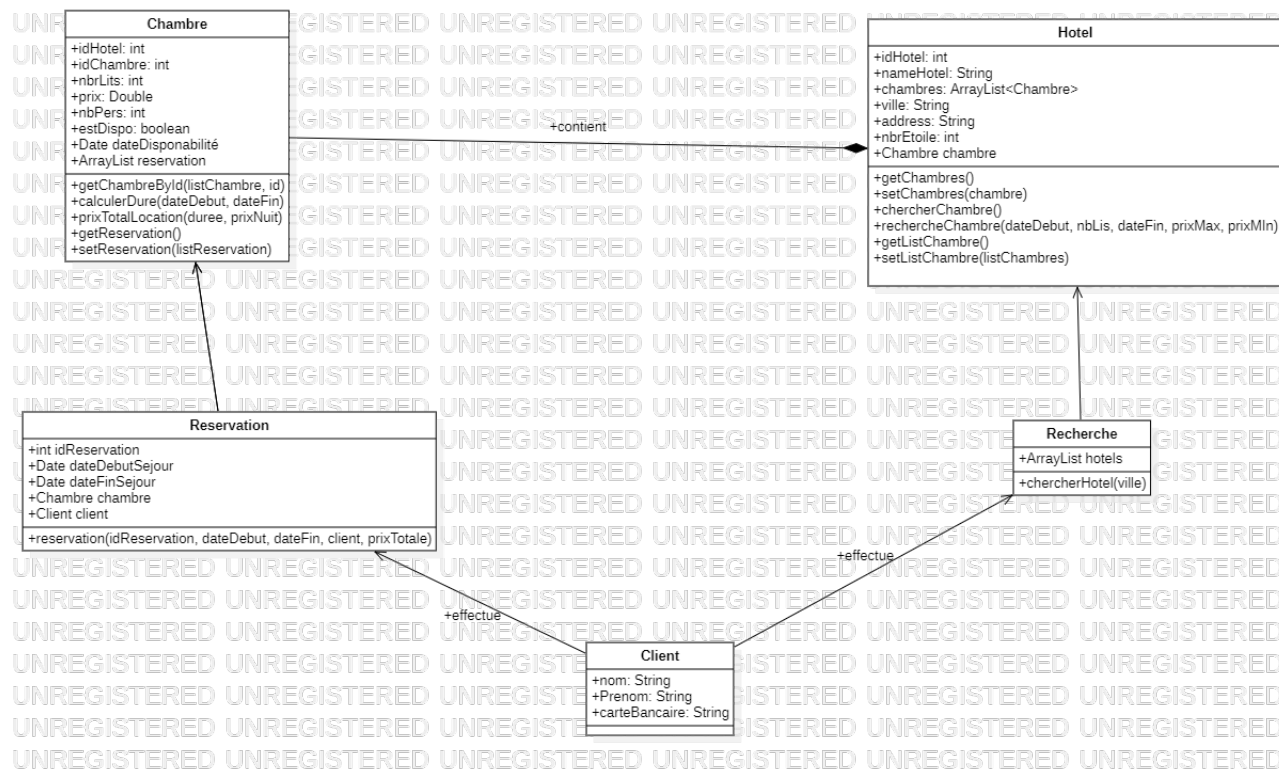 Chambre
+idHotel: int
+idChambre: int
+nbrLits: int
+prix: Double
+nbPers: int
+estDispo: boolean
+Date dateDisponabilité
+ArrayList reservation
+getChambreById(listChambre, id)
+calculerDure(dateDebut, dateFin)
+prixTotalLocation(duree, prixNuit)
+getReservation()
+setReservation(listReservation)
+contient
Hotel
+idHotel: int
+nameHotel: String
+chambres: ArrayList<Chambre>
+ville: String
+address: String
+nbrEtoile: int
+Chambre chambre
+getChambres()
+setChambres(chambre)
+chercherChambre()
+rechercheChambre(dateDebut, nbLis, dateFin, prixMax, prixMIn)
+getListChambre()
+setListChambre(listChambres)
Reservation
+int idReservation
+Date dateDebutSejour
+Date dateFinSejour
+Chambre chambre
+Client client
+reservation(idReservation, dateDebut, dateFin, client, prixTotale)
Recherche
+ArrayList hotels
+chercherHotel(ville)
+effectue
+effectue
Client
+nom: String
+Prenom: String
+carteBancaire: String
UNREGISTERED